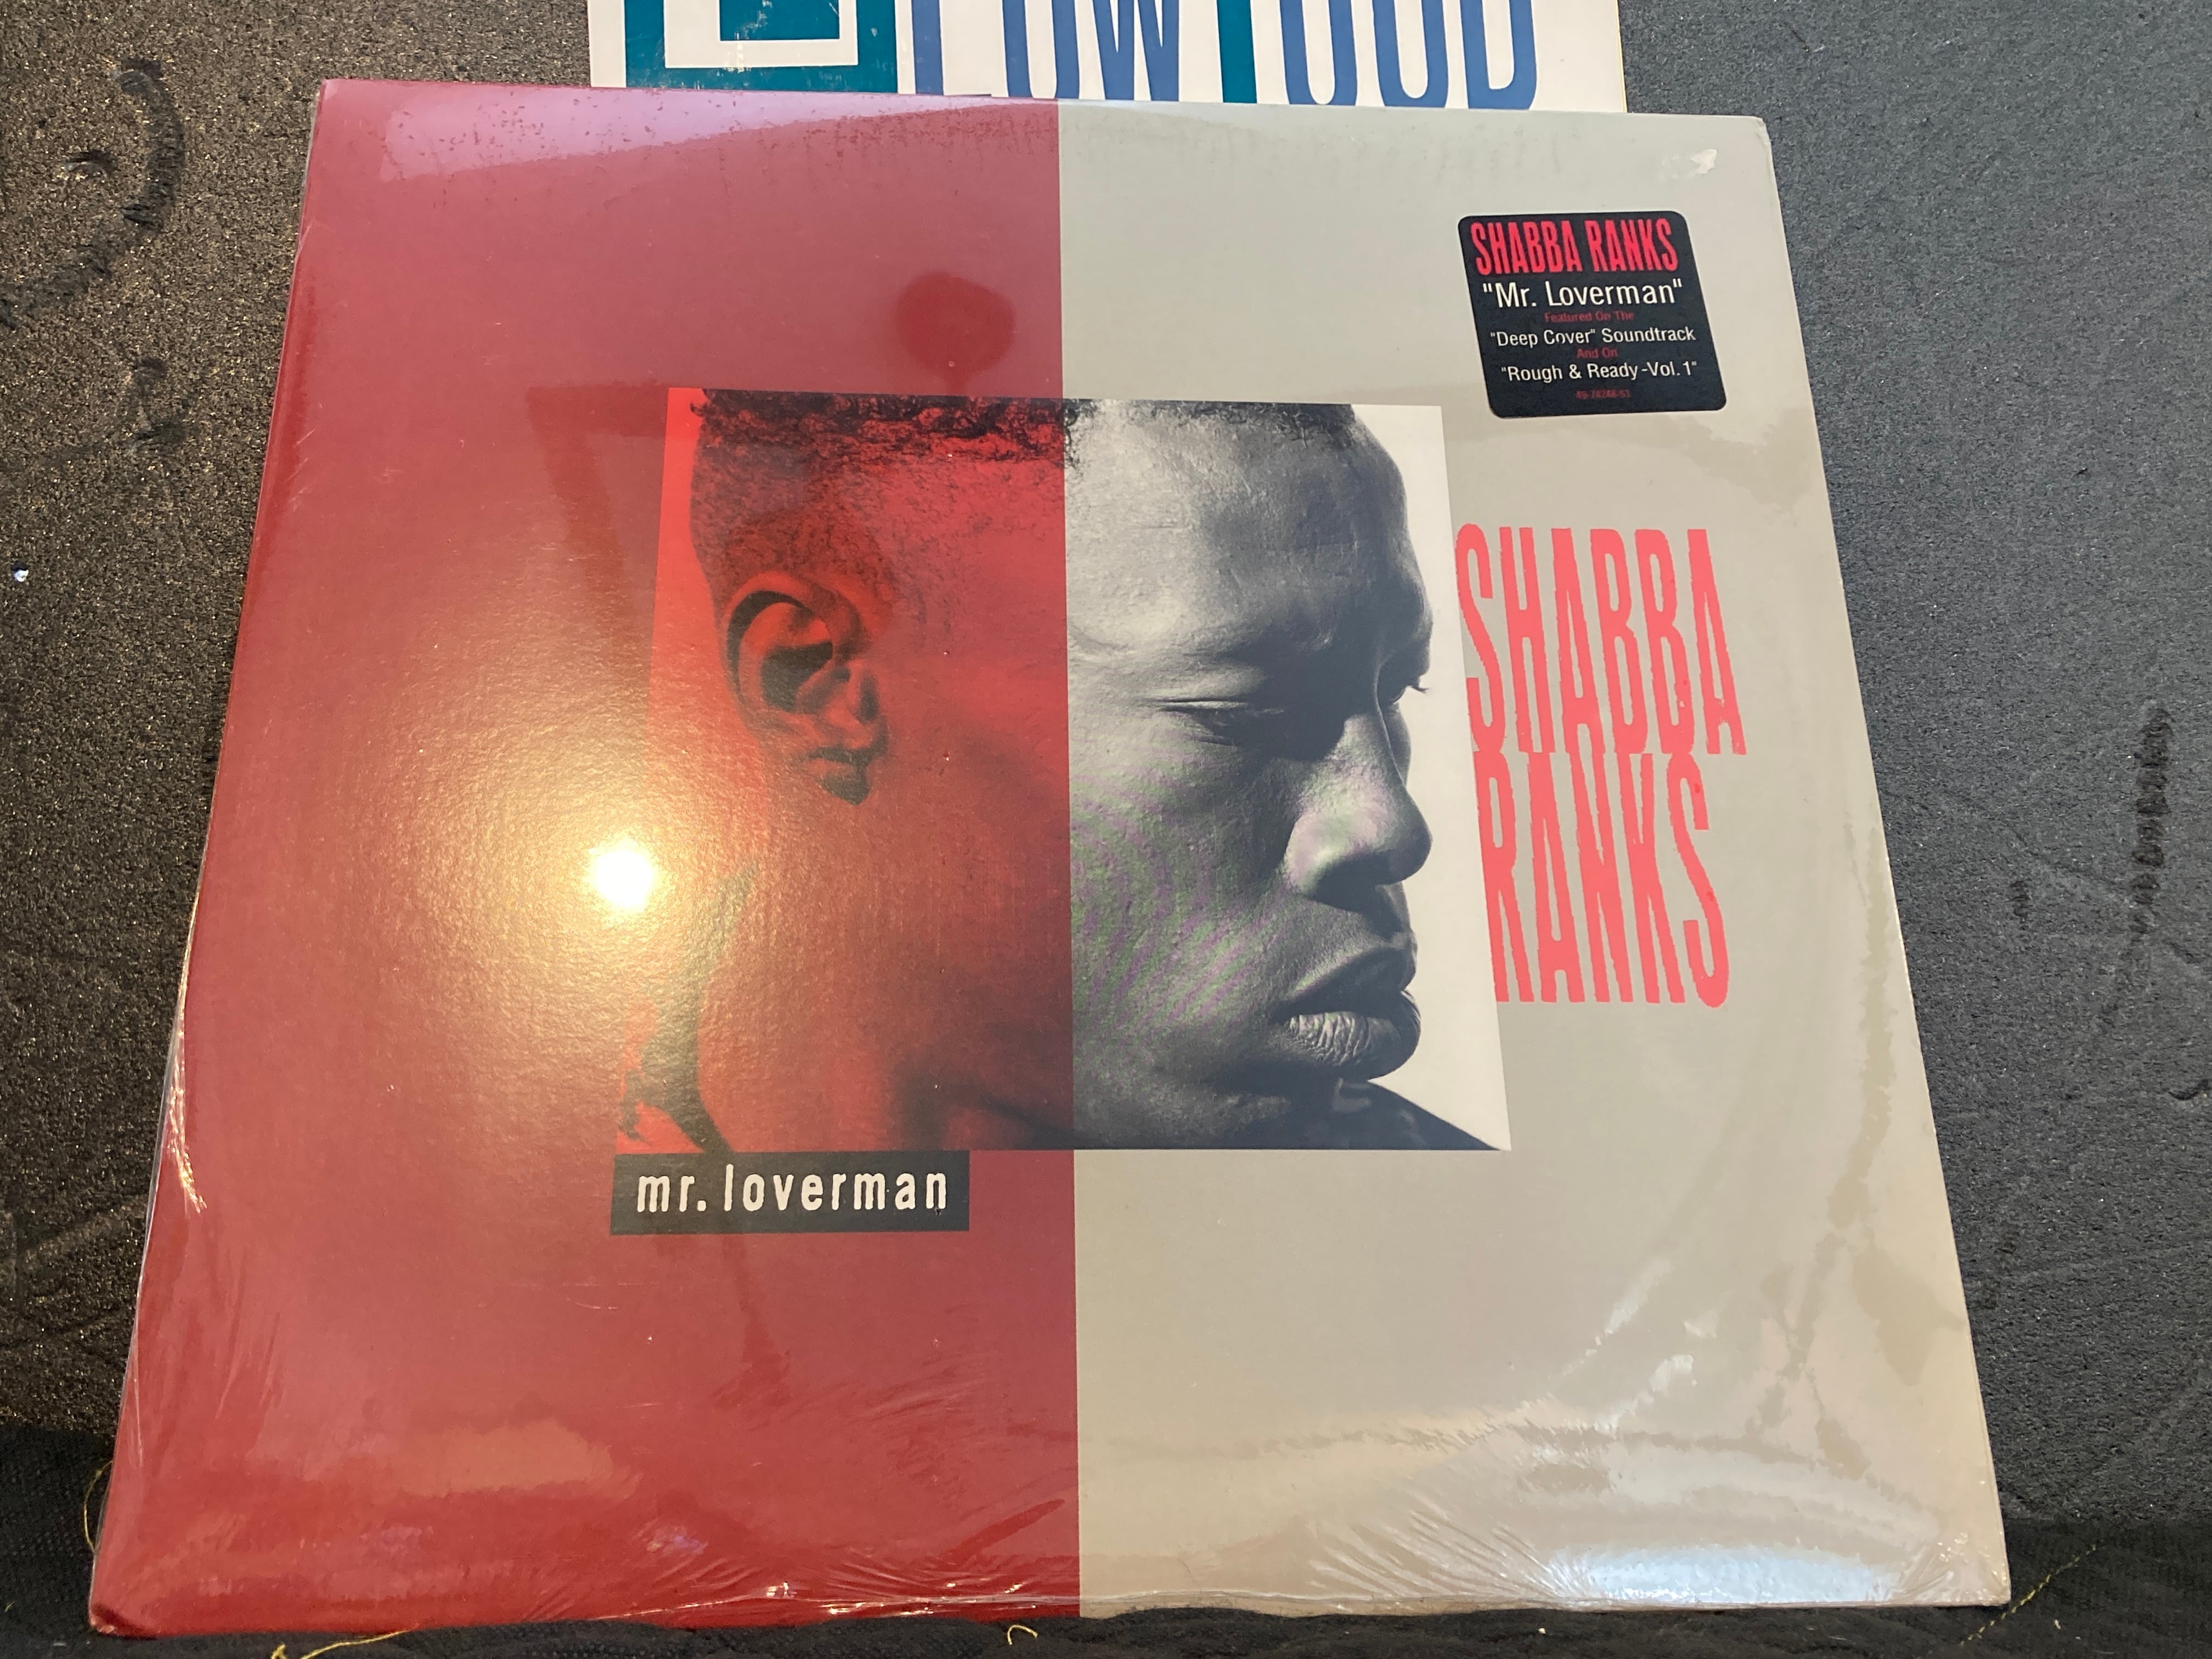 SHABBA RANKS
"Mr. Loverman"
Featured On The
"Deep Cover" Soundtrack
And On
"Rough & Ready-Vol. 1"
SHABBA
RANKS
mr. loverman